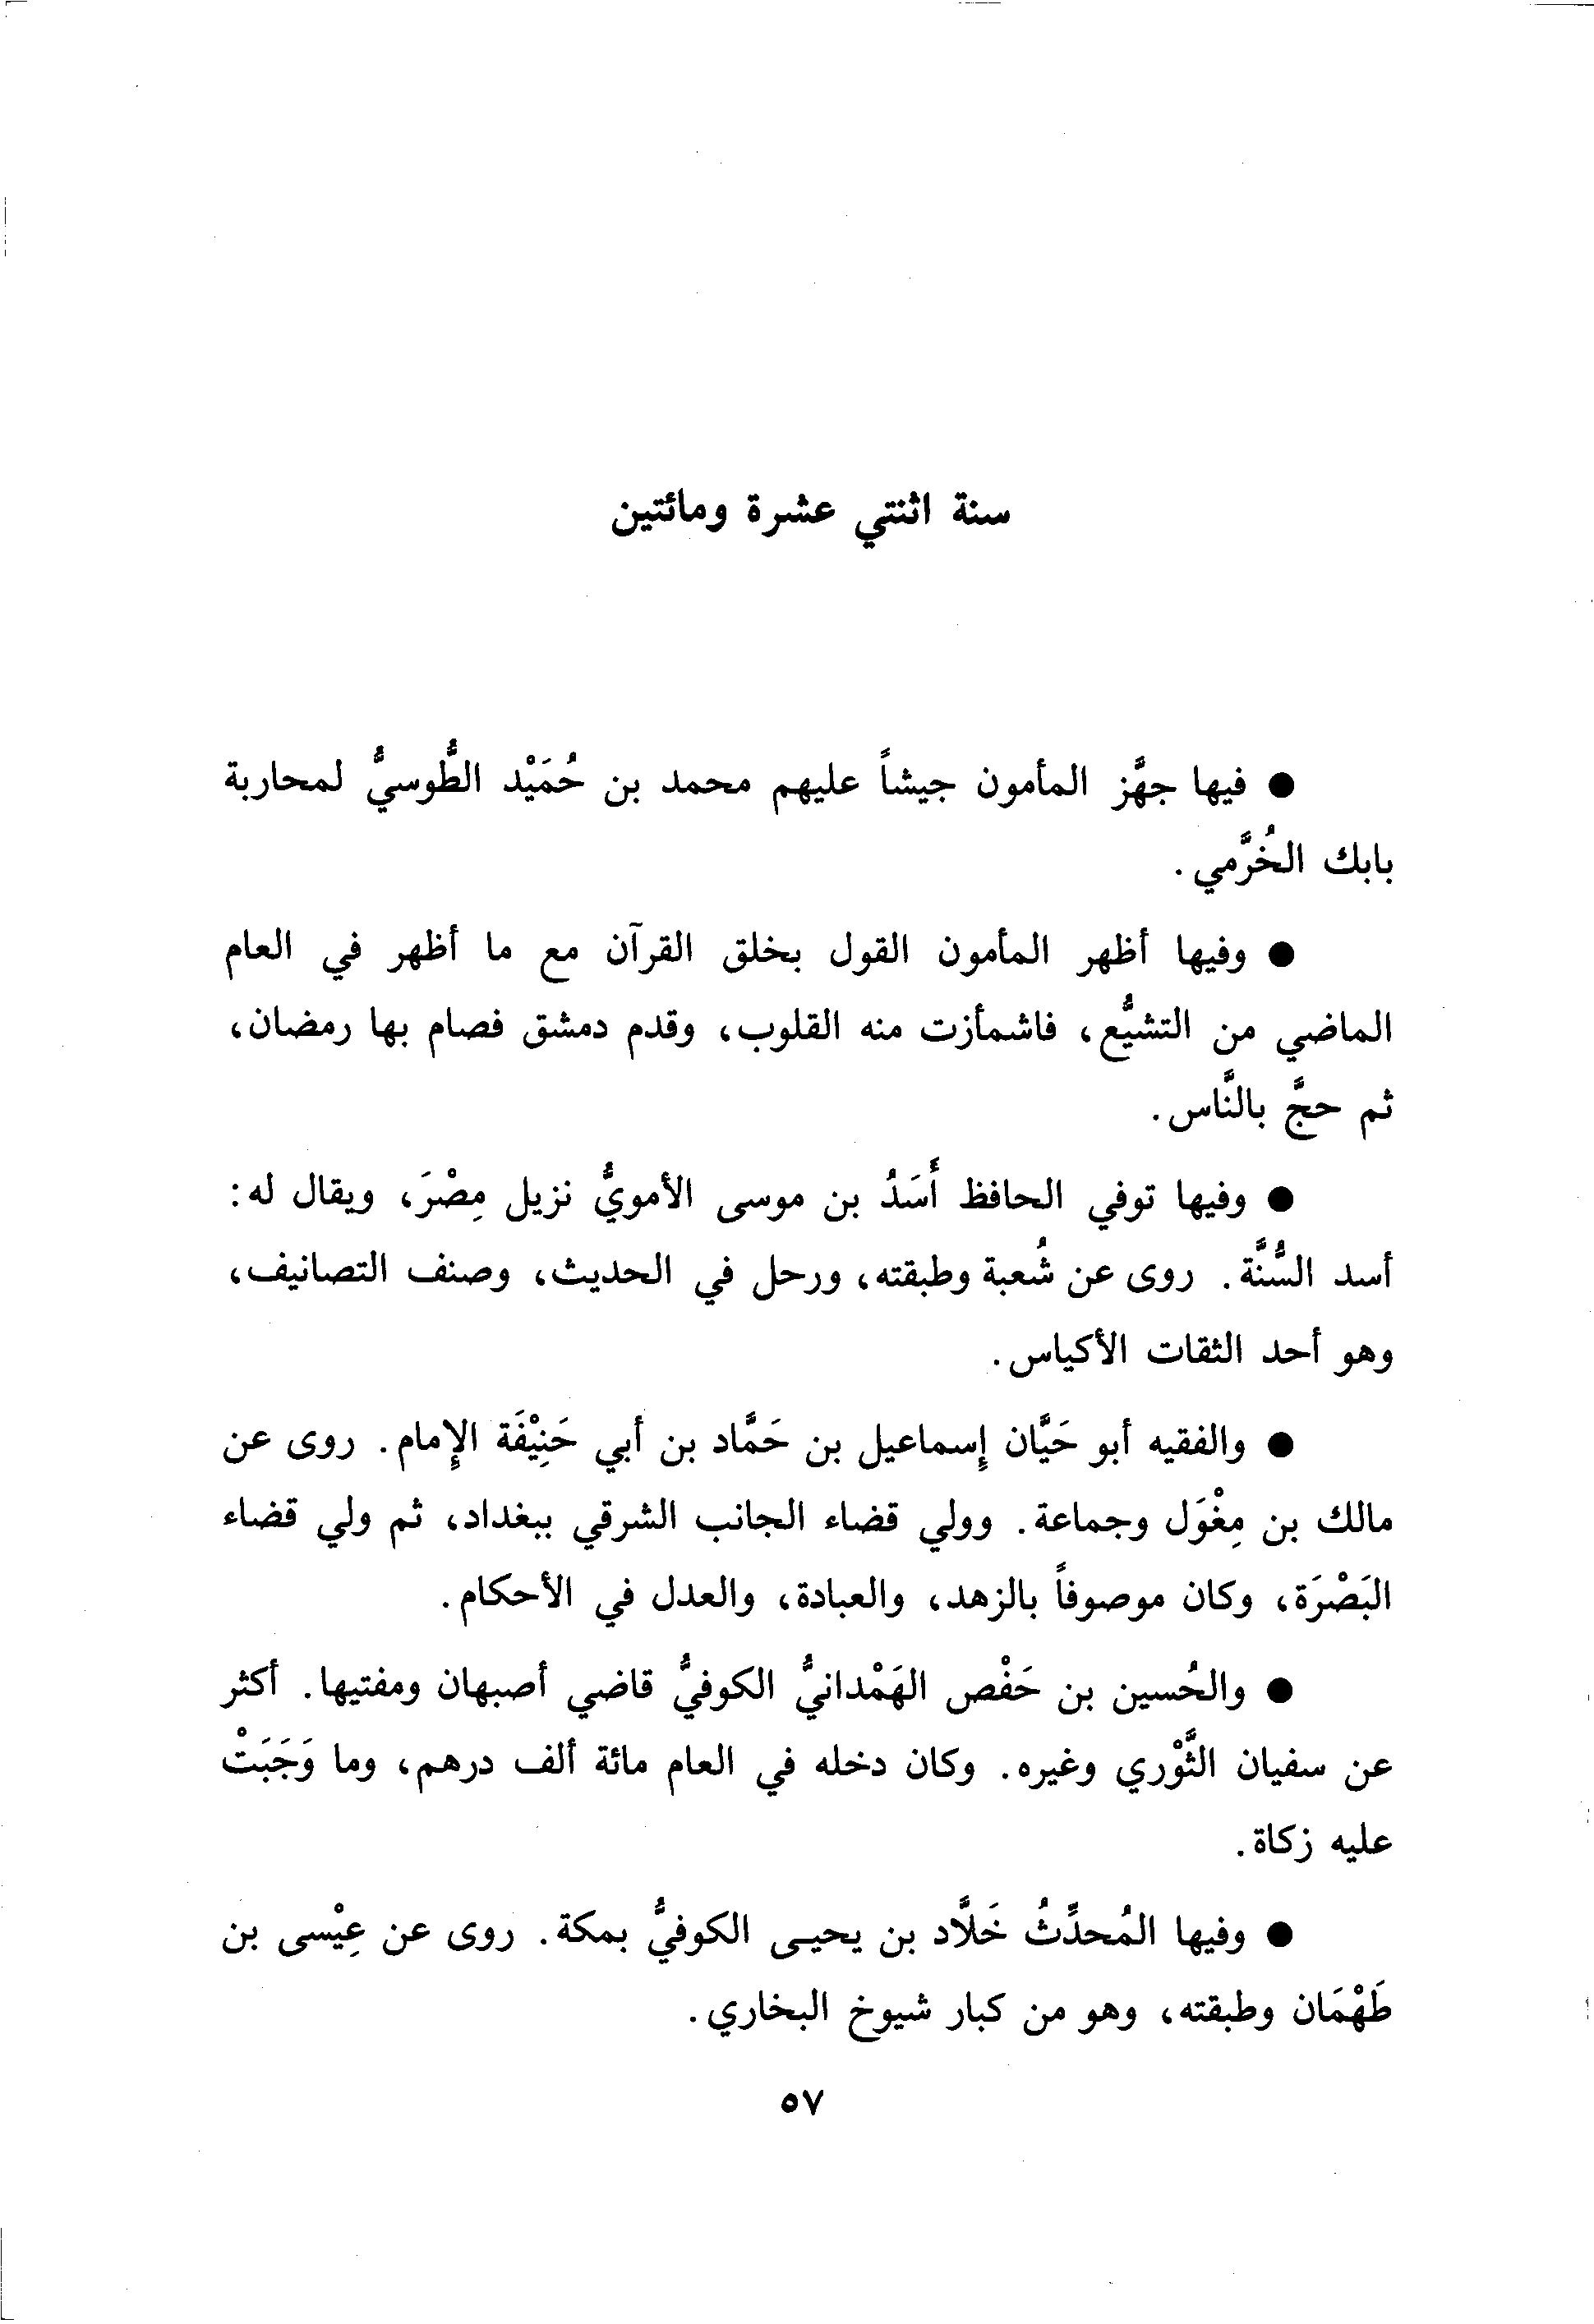 سنة اثنتي عشرة ومائتين
● فيها جهَّز المأمون جيشاً عليهم محمد بن حُمَيْد الطُّوسيُّ لمحاربة
بابك الخُرَّمي.
● وفيها أظهر المأمون القول بخلق القرآن مع ما أظهر في العام
الماضي من التشيُّع، فاشمأزت منه القلوب، وقدم دمشق فصام بها رمضان،
ثم حجَّ بالنَّاس.
● وفيها توفي الحافظ أَسَدُ بن موسى الأمويُّ نزيل مِصْرَ، ويقال له:
أسد السُّنَّة. روى عن شُعبة وطبقته، ورحل في الحديث، وصنف التصانيف،
وهو أحد الثقات الأكياس.
● والفقيه أبو حَيَّان إسماعيل بن حَمَّاد بن أبي حَنِيْفَة الإِمام. روى عن
مالك بن مِغْوَل وجماعة. وولي قضاء الجانب الشرقي ببغداد، ثم ولي قضاء
البَصْرَة، وكان موصوفاً بالزهد، والعبادة، والعدل في الأحكام.
● والحُسين بن حَفْص الهَمْدانيُّ الكوفيُّ قاضي أصبهان ومفتيها. أكثر
عن سفيان الثَّوْري وغيره. وكان دخله في العام مائة ألف درهم، وما وَجَبَتْ
عليه زكاة.
● وفيها المُحدِّثُ خَلاَّد بن يحيى الكوفيُّ بمكة. روى عن عِيْسى بن
طَهْمَان وطبقته، وهو من كبار شيوخ البخاري.
٥٧